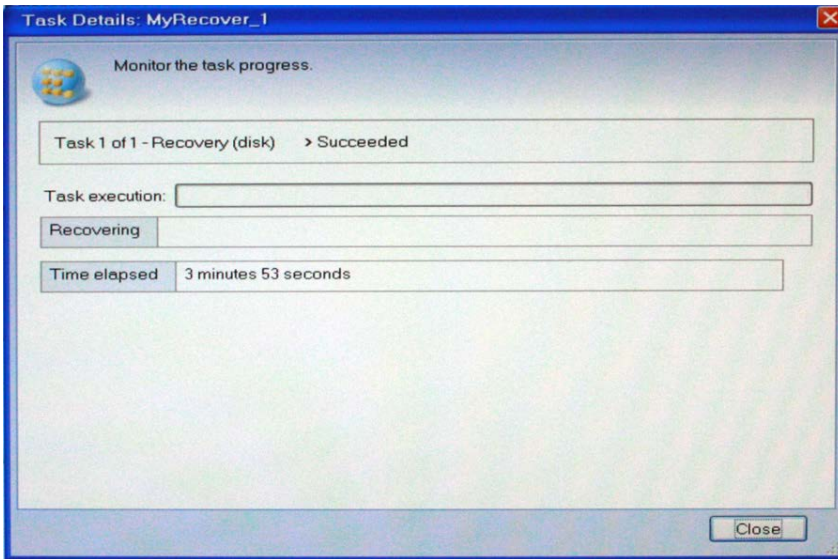 Task Details: MyRecover_1
Monitor the task progress.
Task 1 of 1 - Recovery (disk) > Succeeded
Task execution:
Recovering
Time elapsed 3 minutes 53 seconds
Close